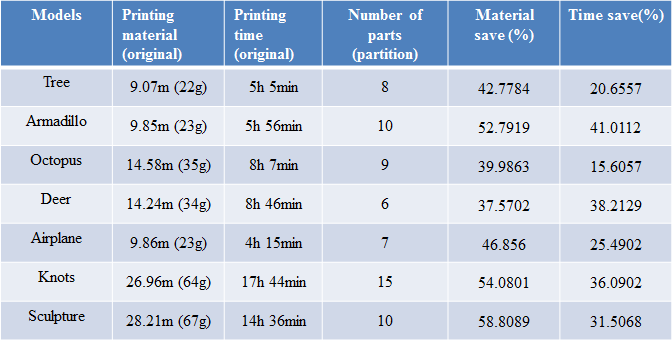 Models Printing material (original) Printing time (original) Number of parts (partition) Material save (%) Time save(%)
Tree 9.07m (22g) 5h 5min 8 42.7784 20.6557
Armadillo 9.85m (23g) 5h 56min 10 52.7919 41.0112
Octopus 14.58m (35g) 8h 7min 9 39.9863 15.6057
Deer 14.24m (34g) 8h 46min 6 37.5702 38.2129
Airplane 9.86m (23g) 4h 15min 7 46.856 25.4902
Knots 26.96m (64g) 17h 44min 15 54.0801 36.0902
Sculpture 28.21m (67g) 14h 36min 10 58.8089 31.5068